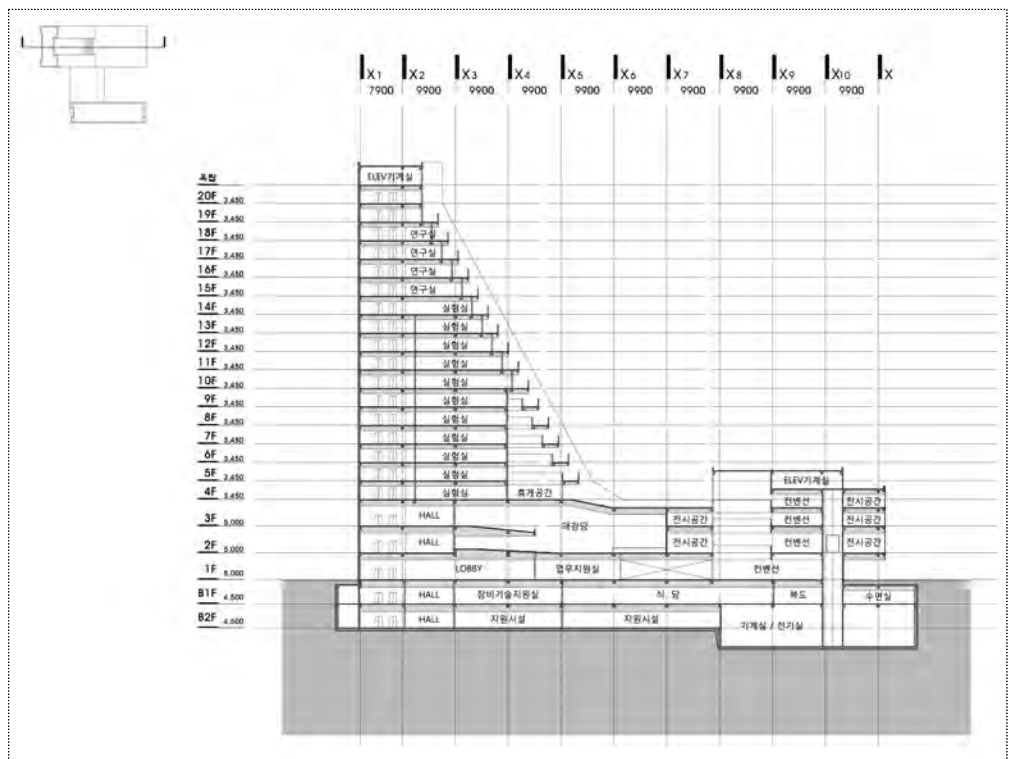 X1 X2 X3 X4 X5 X6 X7 X8 X9 X10 X
7900 9900 9900 9900 9900 9900 9900 9900 9900 9900
옥탑 ELEV기계실
20F 3,450
19F 3,450
18F 3,450 연구실
17F 3,450 연구실
16F 3,450 연구실
15F 3,450 연구실
14F 3,450 실험실
13F 3,450 실험실
12F 3,450 실험실
11F 3,450 실험실
10F 3,450 실험실
9F 3,450 실험실
8F 3,450 실험실
7F 3,450 실험실
6F 3,450 실험실
5F 3,450 실험실 ELEV기계실
4F 3,450 실험실 휴게공간 컨벤션 전시공간
3F 5,000 HALL 대강당 전시공간 컨벤션 전시공간
2F 5,000 HALL 전시공간 컨벤션 전시공간
1F 5,000 LOBBY 업무지원실 컨벤션
B1F 4,500 HALL 장비기술지원실 식. 당 복도 수면실
B2F 4,500 HALL 지원시설 지원시설 기계실 / 전기실